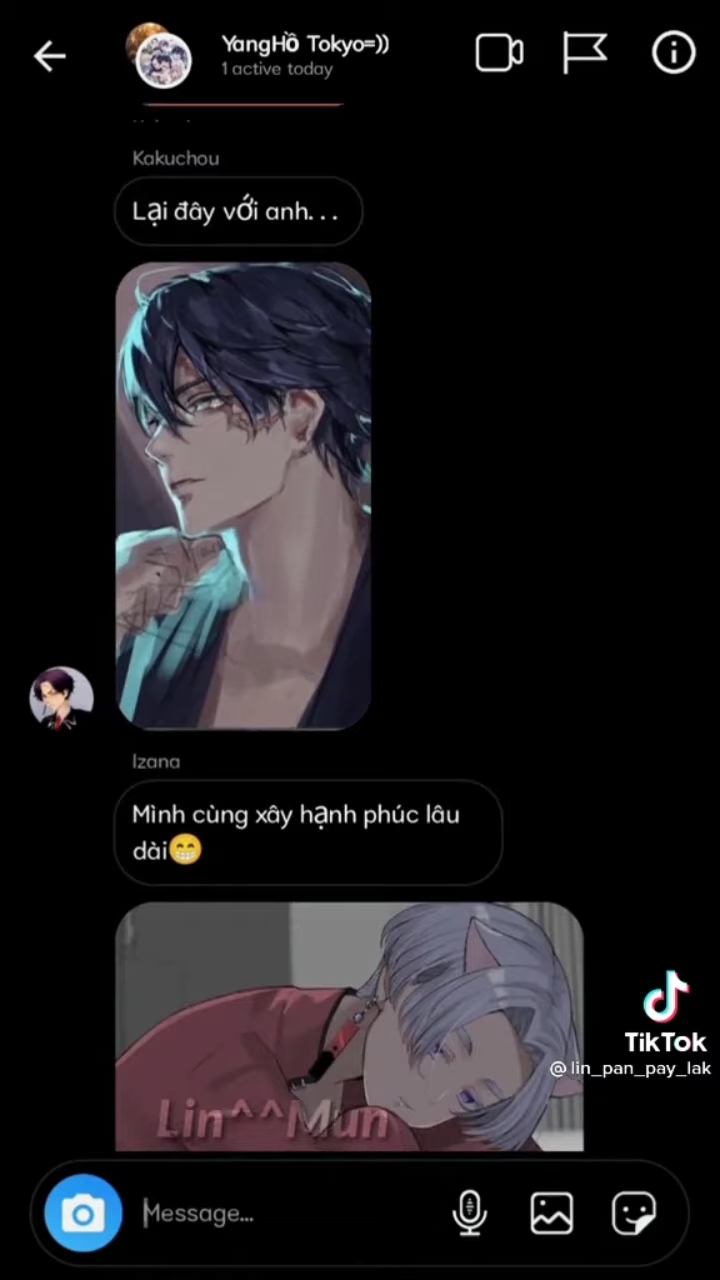 YangHồ Tokyo=))
1 active today
Kakuchou
Lại đây với anh. . .
Izana
Mình cùng xây hạnh phúc lâu
dài😁
Lin^^Mun
TikTok
@lin_pan_pay_lak
Message...